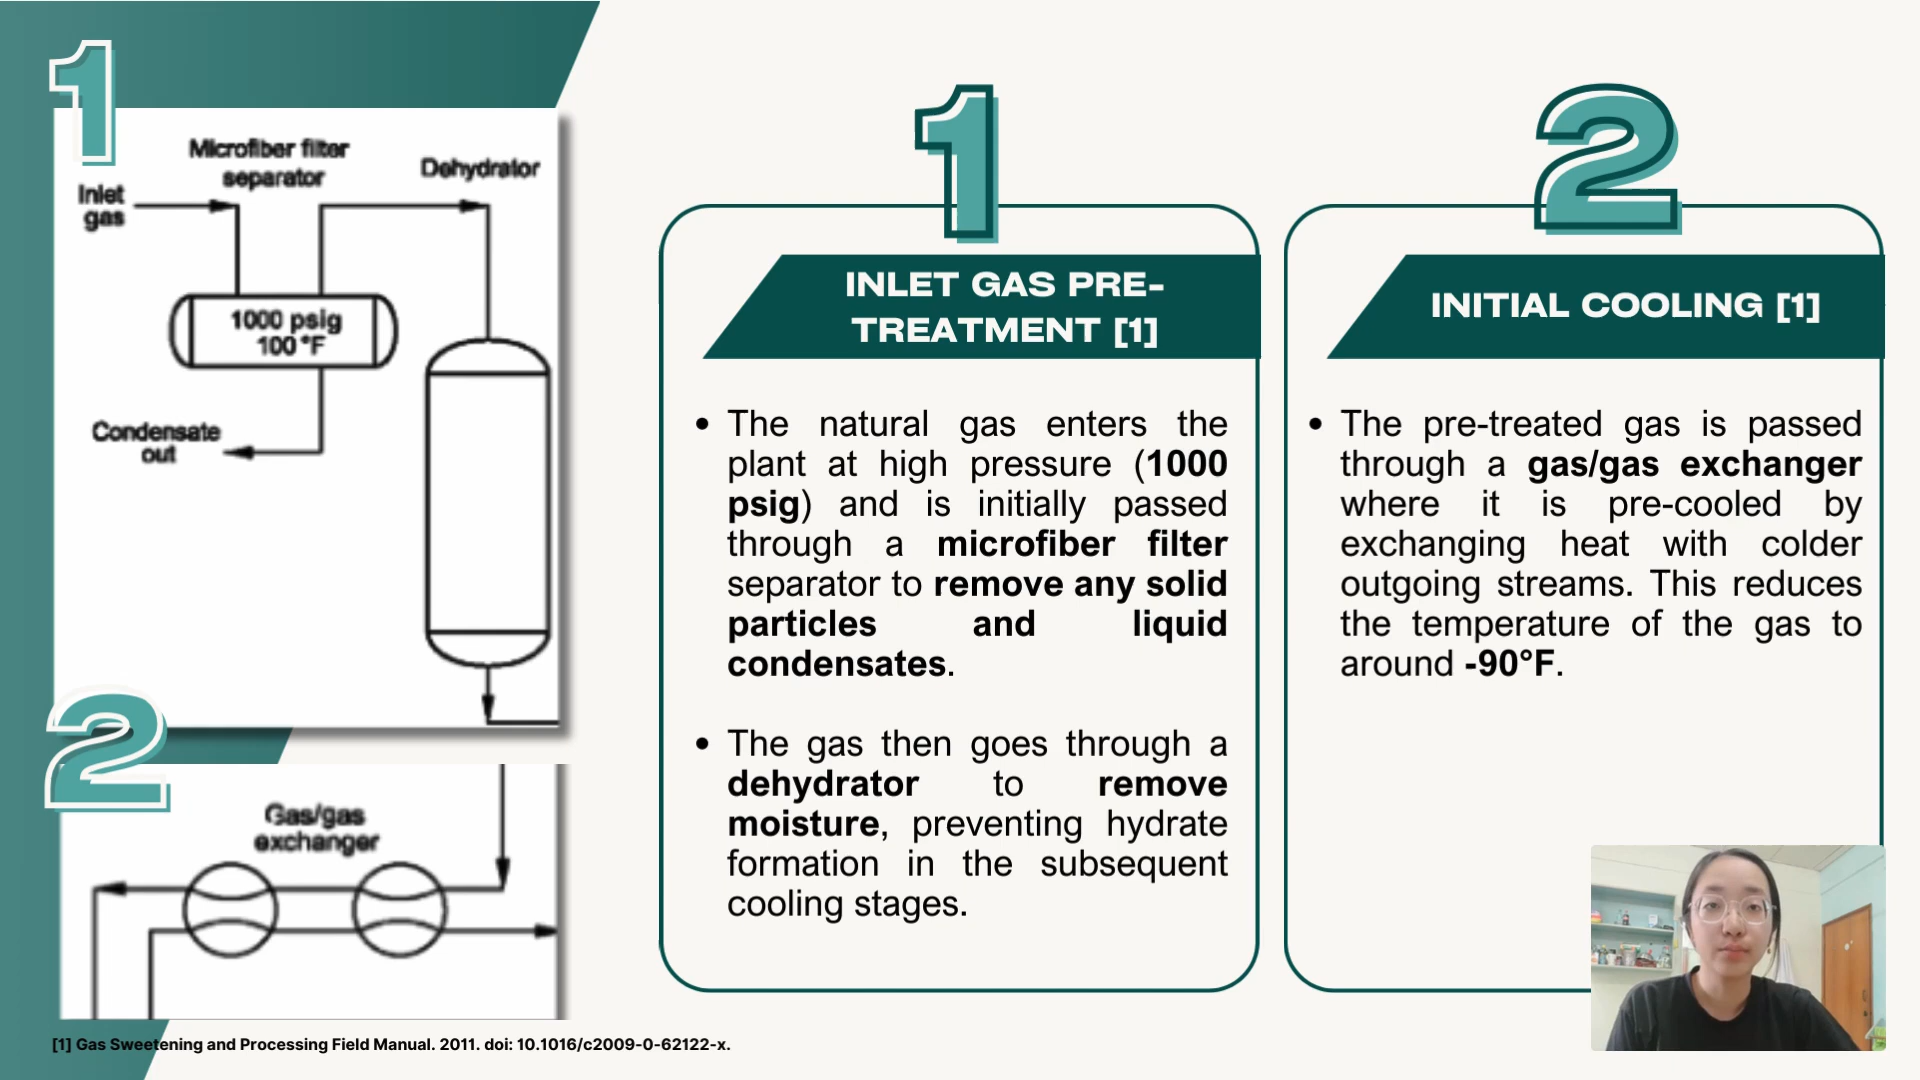 1
Microfiber filter
separator
Dehydrator
Inlet
gas
1000 psig
100 °F
Condensate
out
2
Gas/gas
exchanger
1
INLET GAS PRE-
TREATMENT [1]
• The natural gas enters the
plant at high pressure (1000
psig) and is initially passed
through a microfiber filter
separator to remove any solid
particles and liquid
condensates.
• The gas then goes through a
dehydrator to remove
moisture, preventing hydrate
formation in the subsequent
cooling stages.
2
INITIAL COOLING [1]
• The pre-treated gas is passed
through a gas/gas exchanger
where it is pre-cooled by
exchanging heat with colder
outgoing streams. This reduces
the temperature of the gas to
around -90°F.
[1] Gas Sweetening and Processing Field Manual. 2011. doi: 10.1016/c2009-0-62122-x.